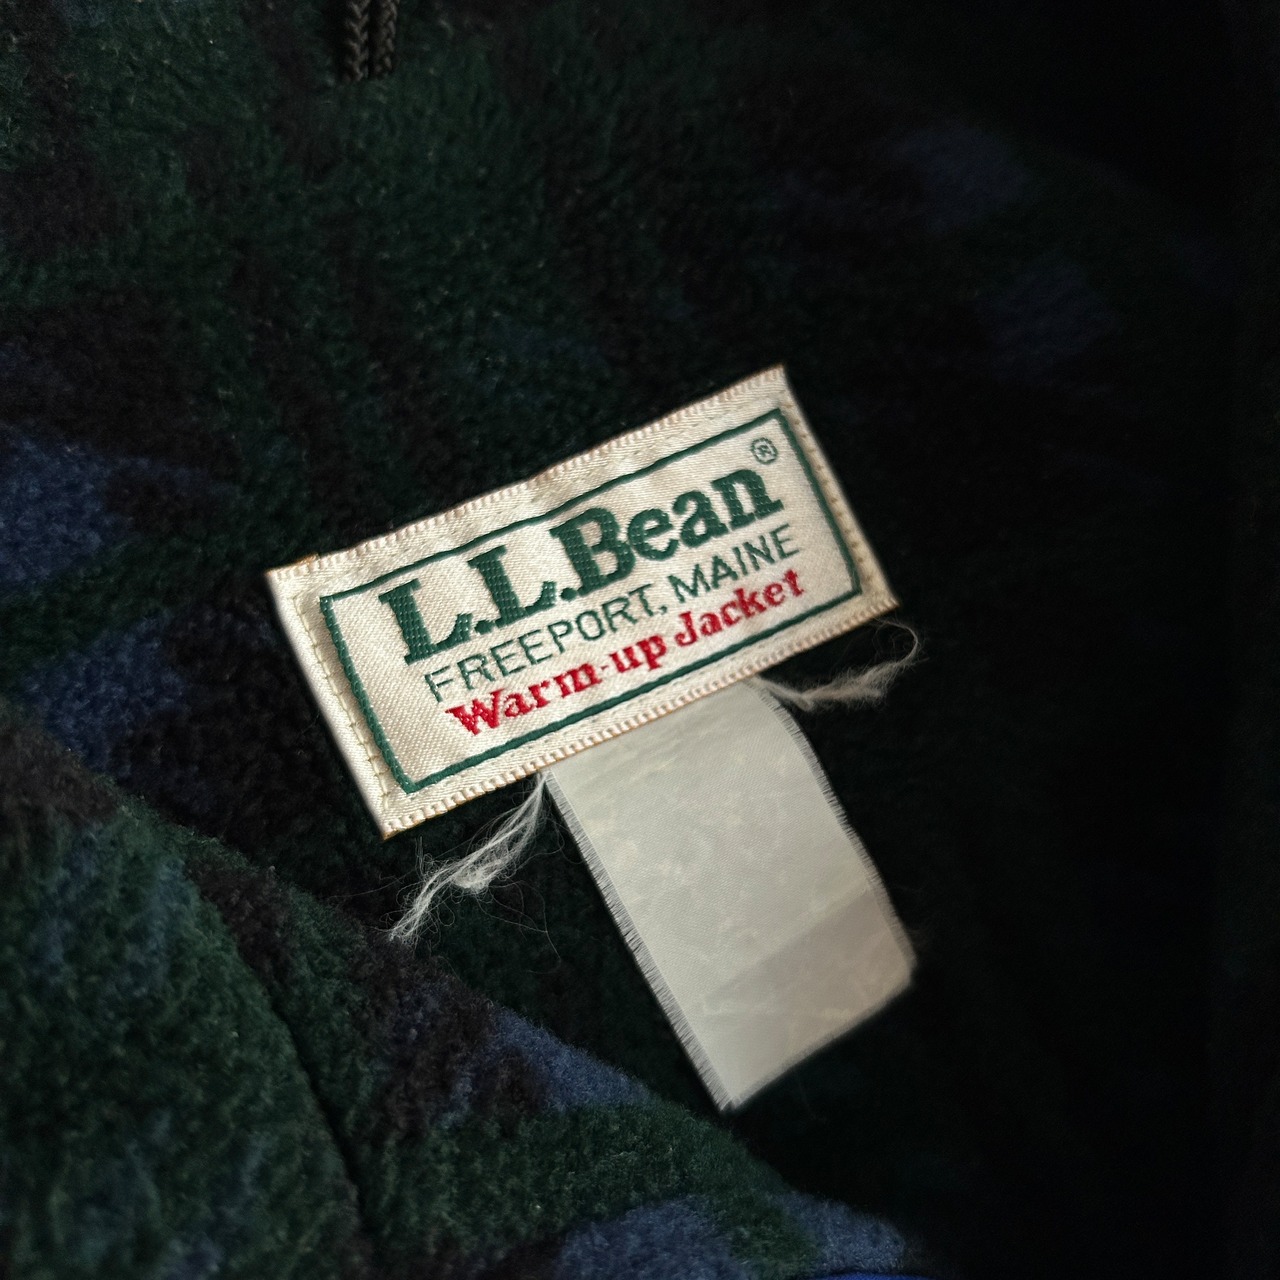 L.L.Bean®
FREEPORT, MAINE
Warm-up Jacket